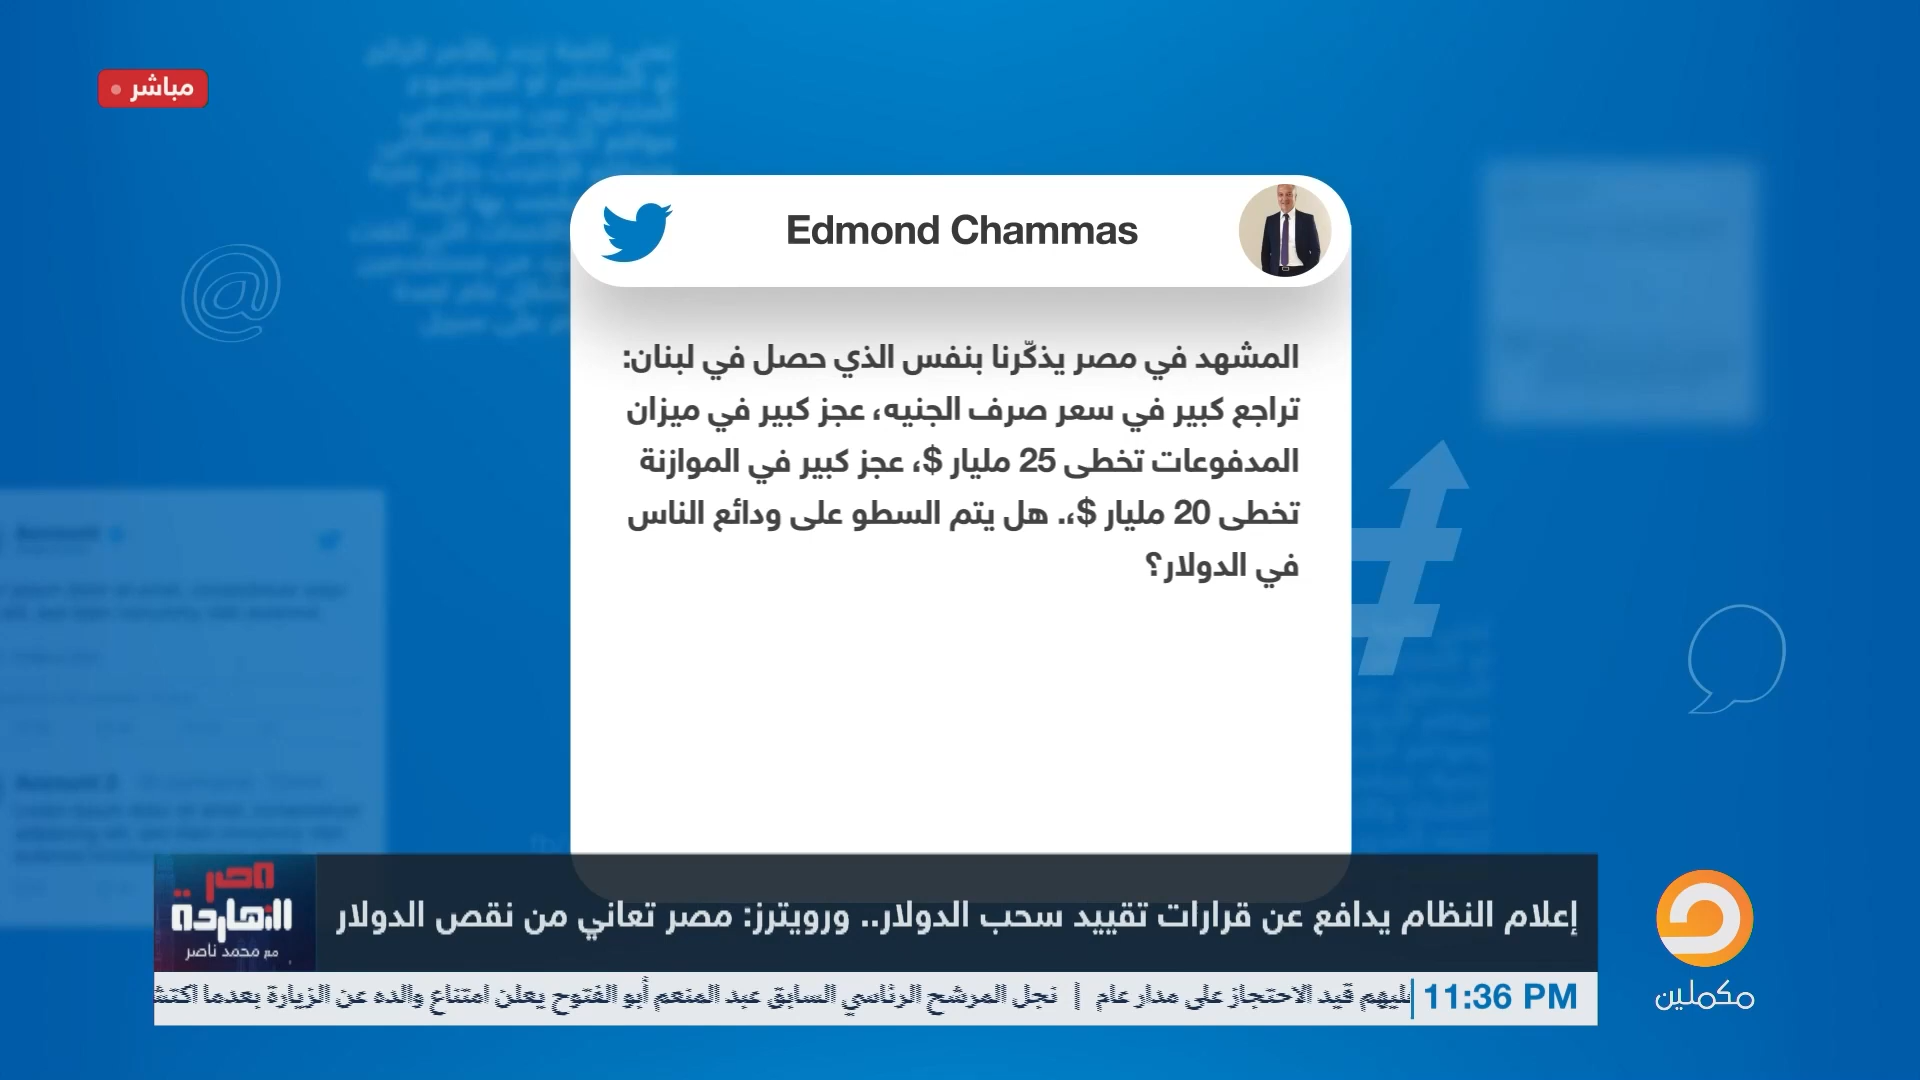 مباشر
Edmond Chammas
المشهد في مصر يذكّرنا بنفس الذي حصل في لبنان:
تراجع كبير في سعر صرف الجنيه، عجز كبير في ميزان
المدفوعات تخطى 25 مليار $، عجز كبير في الموازنة
تخطى 20 مليار $،. هل يتم السطو على ودائع الناس
في الدولار؟
إعلام النظام يدافع عن قرارات تقييد سحب الدولار.. ورويترز: مصر تعاني من نقص الدولار
مصر
النهاردة
مع محمد ناصر
قيد الاحتجاز على مدار عام | نجل المرشح الرئاسي السابق عبد المنعم أبو الفتوح يعلن امتناع والده عن الزيارة بعدما
11:36 PM
مكملين